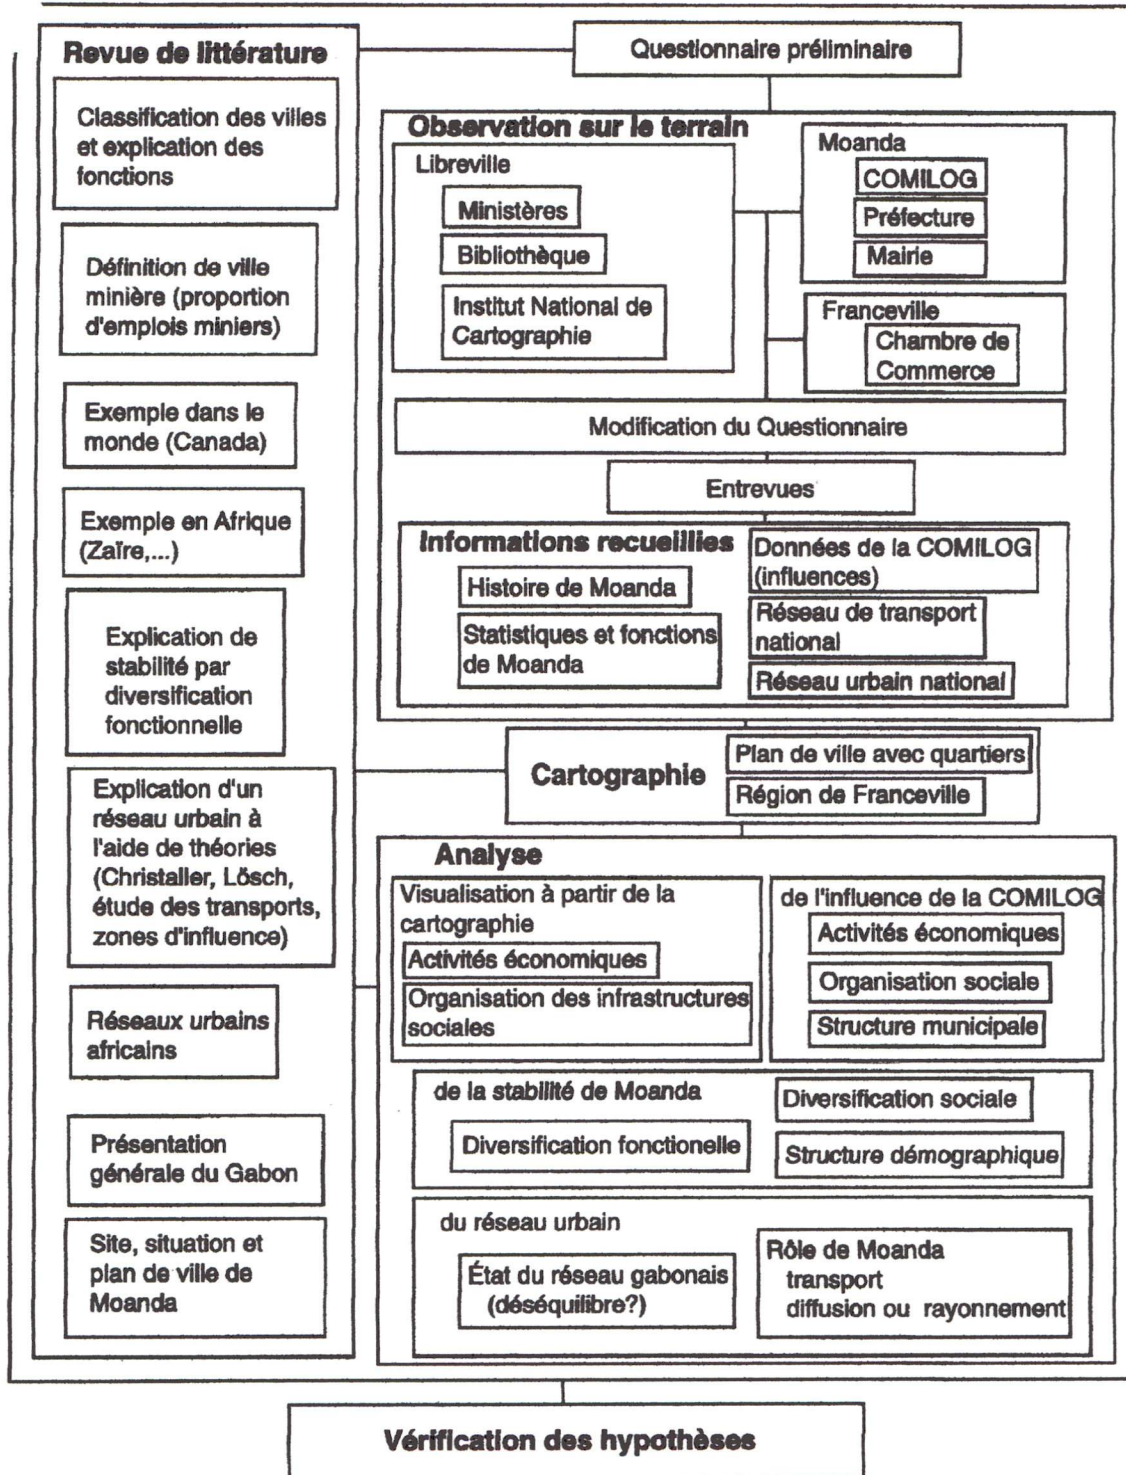 Revue de littérature
Classification des villes
et explication des
fonctions
Définition de ville
minière (proportion
d'emplois miniers)
Exemple dans le
monde (Canada)
Exemple en Afrique
(Zaïre,...)
Explication de
stabilité par
diversification
fonctionnelle
Explication d'un
réseau urbain à
l'aide de théories
(Christaller, Lösch,
étude des transports,
zones d'influence)
Réseaux urbains
africains
Présentation
générale du Gabon
Site, situation et
plan de ville de
Moanda
Questionnaire préliminaire
Observation sur le terrain
Libreville
Ministères
Bibliothèque
Institut National de
Cartographie
Moanda
COMILOG
Préfecture
Mairie
Franceville
Chambre de
Commerce
Modification du Questionnaire
Entrevues
Informations recueillies
Histoire de Moanda
Statistiques et fonctions
de Moanda
Données de la COMILOG
(influences)
Réseau de transport
national
Réseau urbain national
Cartographie
Plan de ville avec quartiers
Région de Franceville
Analyse
Visualisation à partir de la
cartographie
Activités économiques
Organisation des infrastructures
sociales
de l'influence de la COMILOG
Activités économiques
Organisation sociale
Structure municipale
de la stabilité de Moanda
Diversification fonctionelle
Diversification sociale
Structure démographique
du réseau urbain
État du réseau gabonais
(déséquilibre?)
Rôle de Moanda
transport
diffusion ou rayonnement
Vérification des hypothèses